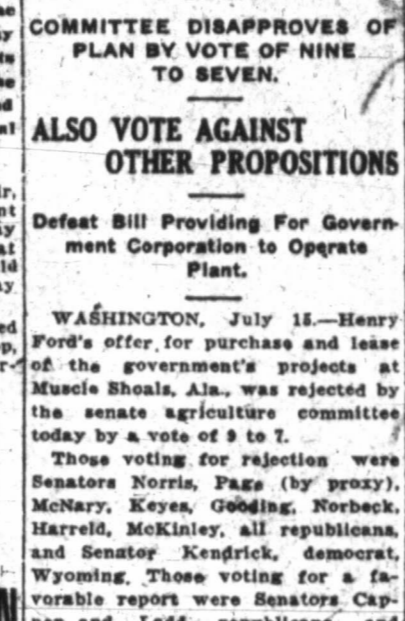 COMMITTEE DISAPPROVES OF
PLAN BY VOTE OF NINE
TO SEVEN.
ALSO VOTE AGAINST
OTHER PROPOSITIONS
Defeat Bill Providing For Govern-
ment Corporation to Operate
Plant.
WASHINGTON, July 15.—Henry
Ford's offer for purchase and lease
of the government's projects at
Muscle Shoals, Ala., was rejected by
the senate agriculture committee
today by a vote of 9 to 7.
Those voting for rejection were
Senators Norris, Page (by proxy),
McNary, Keyes, Gooding, Norbeck,
Harreld, McKinley, all republicans,
and Senator Kendrick, democrat,
Wyoming. Those voting for a fa-
vorable report were Senators Cap-